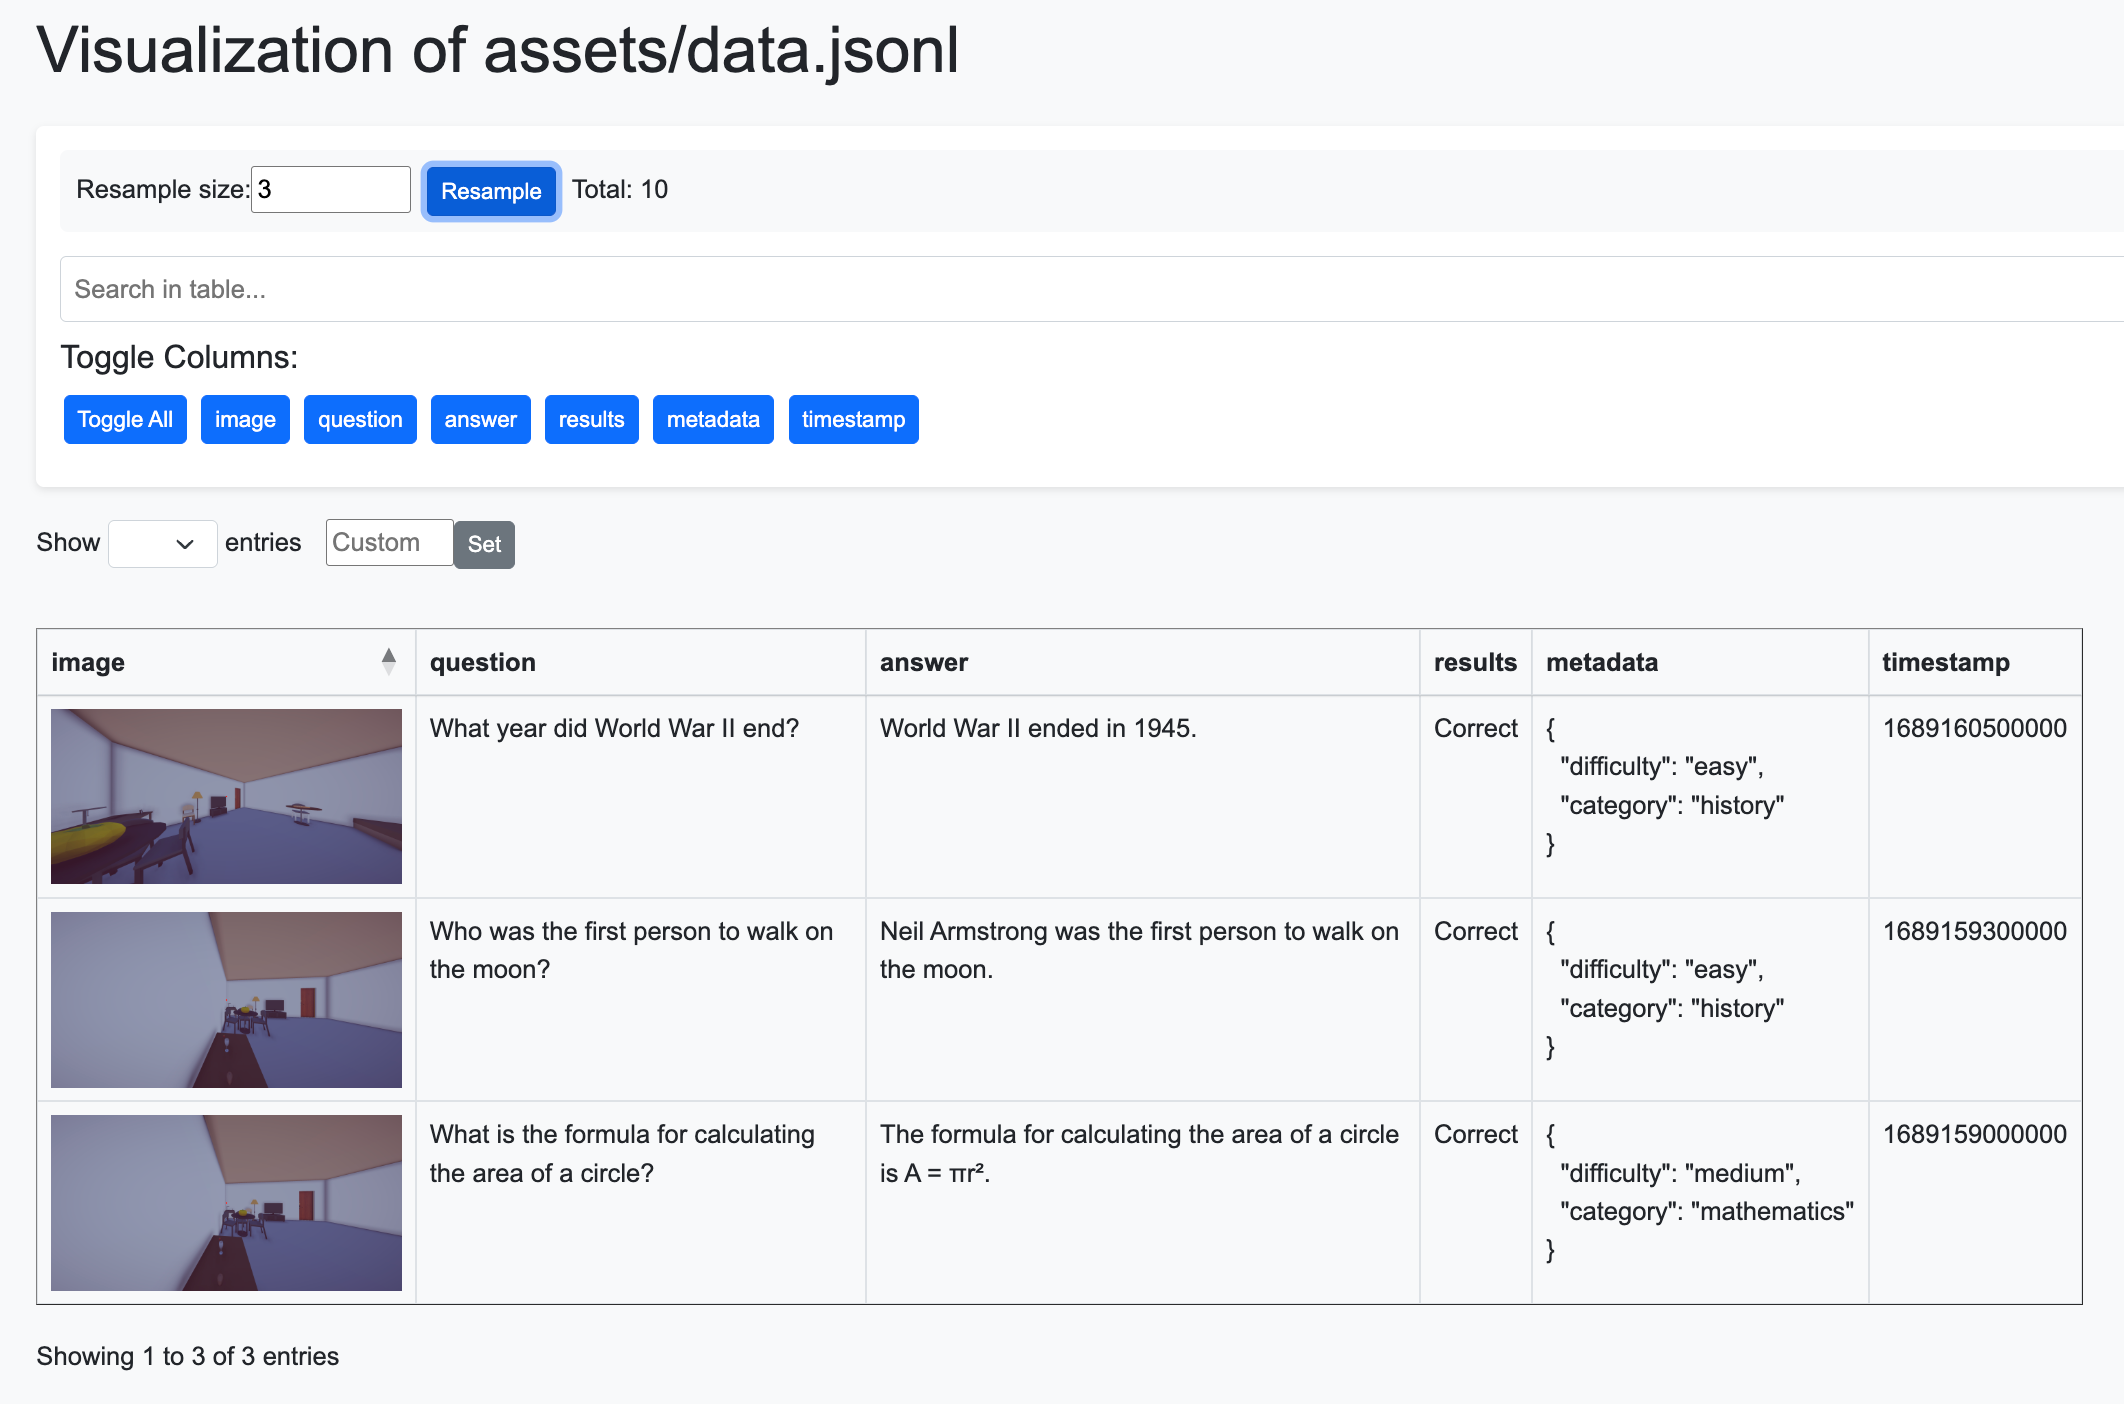 Visualization of assets/data.jsonl
Resample size: 3 Resample Total: 10
Search in table...
Toggle Columns:
Toggle All image question answer results metadata timestamp
Show entries Custom Set
image question answer results metadata timestamp
What year did World War II end? World War II ended in 1945. Correct { 1689160500000
"difficulty": "easy",
"category": "history"
}
Who was the first person to walk on Neil Armstrong was the first person to walk on Correct { 1689159300000
the moon? the moon. "difficulty": "easy",
"category": "history"
}
What is the formula for calculating The formula for calculating the area of a circle Correct { 1689159000000
the area of a circle? is A = πr². "difficulty": "medium",
"category": "mathematics"
}
Showing 1 to 3 of 3 entries